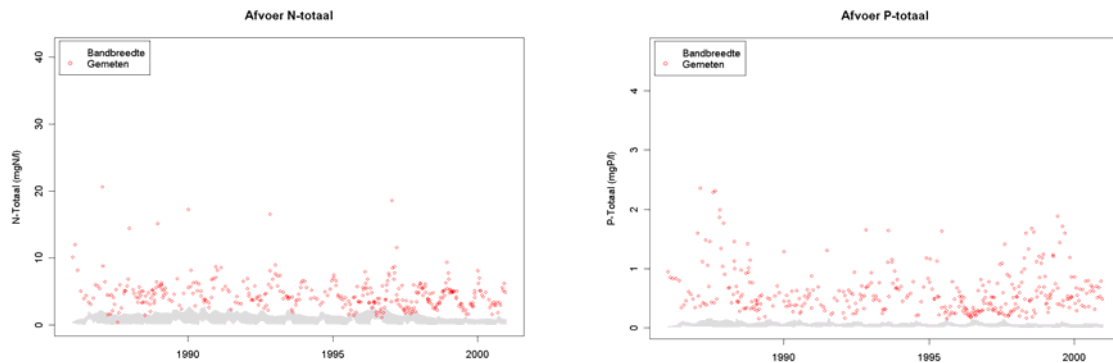 Afvoer N-totaal
Bandbreedte
Gemeten
N-Totaal (mgN/l)
40
30
20
10
0
1990
1995
2000
Afvoer P-totaal
Bandbreedte
Gemeten
P-Totaal (mgP/l)
4
3
2
1
0
1990
1995
2000